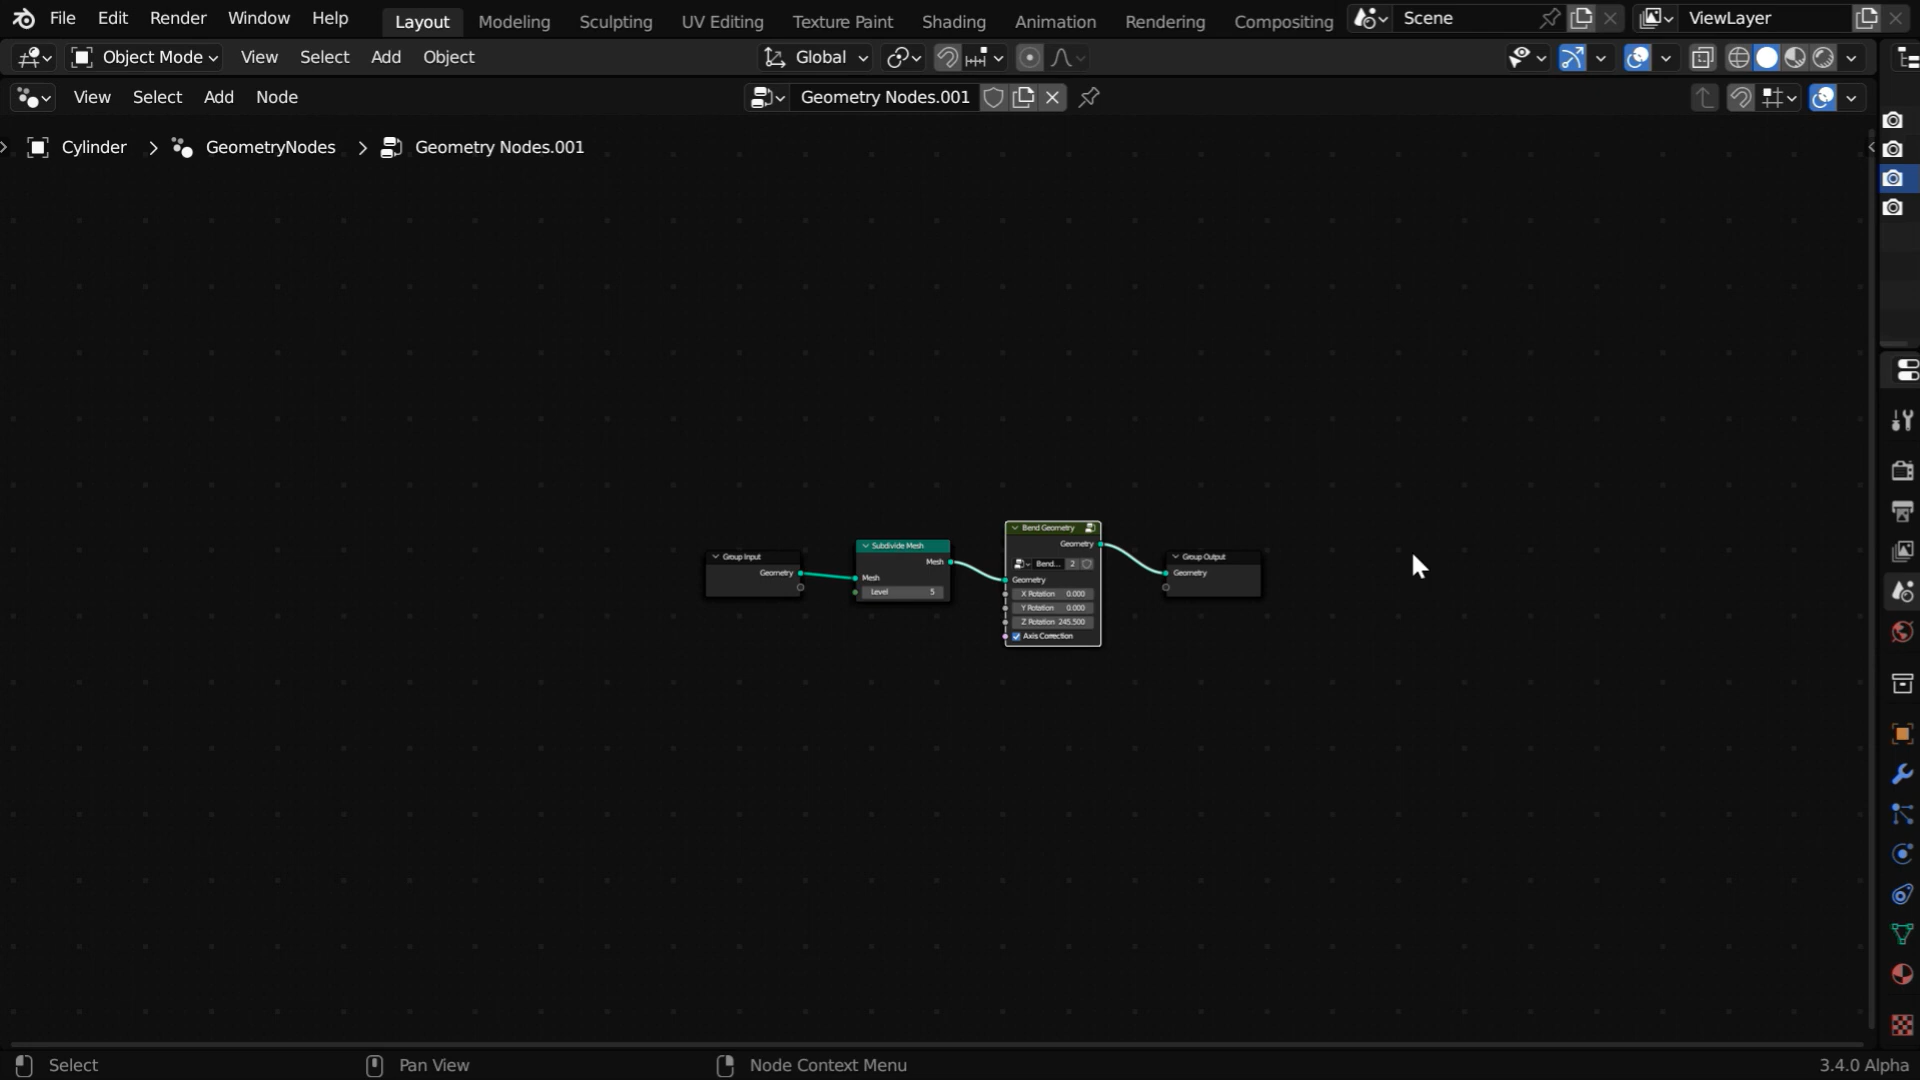 File Edit Render Window Help Layout Modeling Sculpting UV Editing Texture Paint Shading Animation Rendering Compositing Scene ViewLayer
Object Mode View Select Add Object Global
View Select Add Node Geometry Nodes.001
Cylinder GeometryNodes Geometry Nodes.001
Group Input
Geometry
Subdivide Mesh
Mesh
Mesh
Level 5
Bend Geometry
Geometry
Bend... 2
Geometry
X Rotation 0.000
Y Rotation 0.000
Z Rotation 245.500
Axis Correction
Group Output
Geometry
Select Pan View Node Context Menu 3.4.0 Alpha